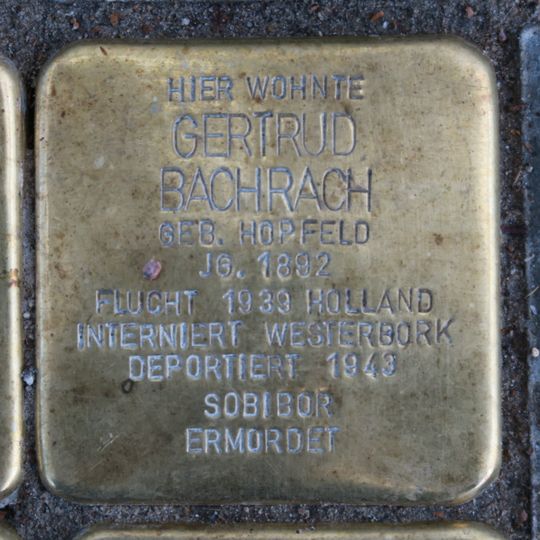 HIER WOHNTE
GERTRUD
BACHRACH
GEB. HOPFELD
JG. 1892
FLUCHT 1939 HOLLAND
INTERNIERT WESTERBORK
DEPORTIERT 1943
SOBIBOR
ERMORDET